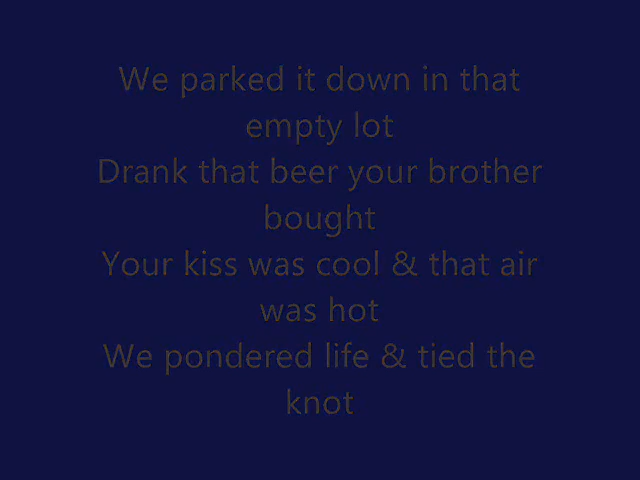 We parked it down in that
empty lot
Drank that beer your brother
bought
Your kiss was cool & that air
was hot
We pondered life & tied the
knot